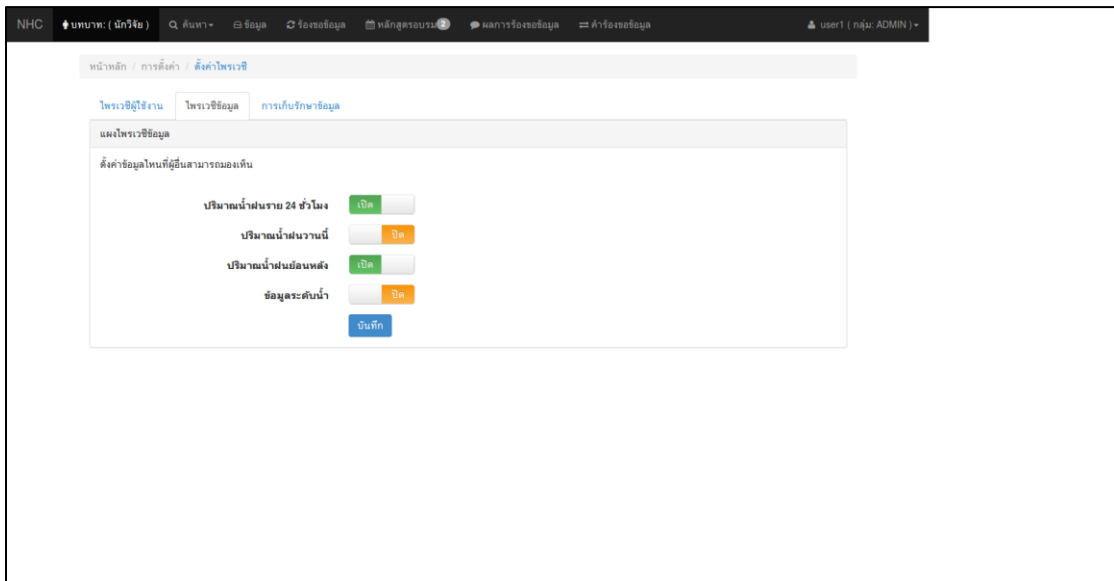 NHC บทบาท: ( นักวิจัย ) ค้นหา ข้อมูล ร้องขอข้อมูล หลักสูตรอบรม 2 ผลการร้องขอข้อมูล คำร้องขอข้อมูล user1 ( กลุ่ม: ADMIN )
หน้าหลัก / การตั้งค่า / ตั้งค่าไพรเวซี
ไพรเวซีผู้ใช้งาน ไพรเวซีข้อมูล การเก็บรักษาข้อมูล
แผงไพรเวซีข้อมูล
ตั้งค่าข้อมูลไหนที่ผู้อื่นสามารถมองเห็น
ปริมาณน้ำฝนราย 24 ชั่วโมง เปิด
ปริมาณน้ำฝนวานนี้ ปิด
ปริมาณน้ำฝนย้อนหลัง เปิด
ข้อมูลระดับน้ำ ปิด
บันทึก